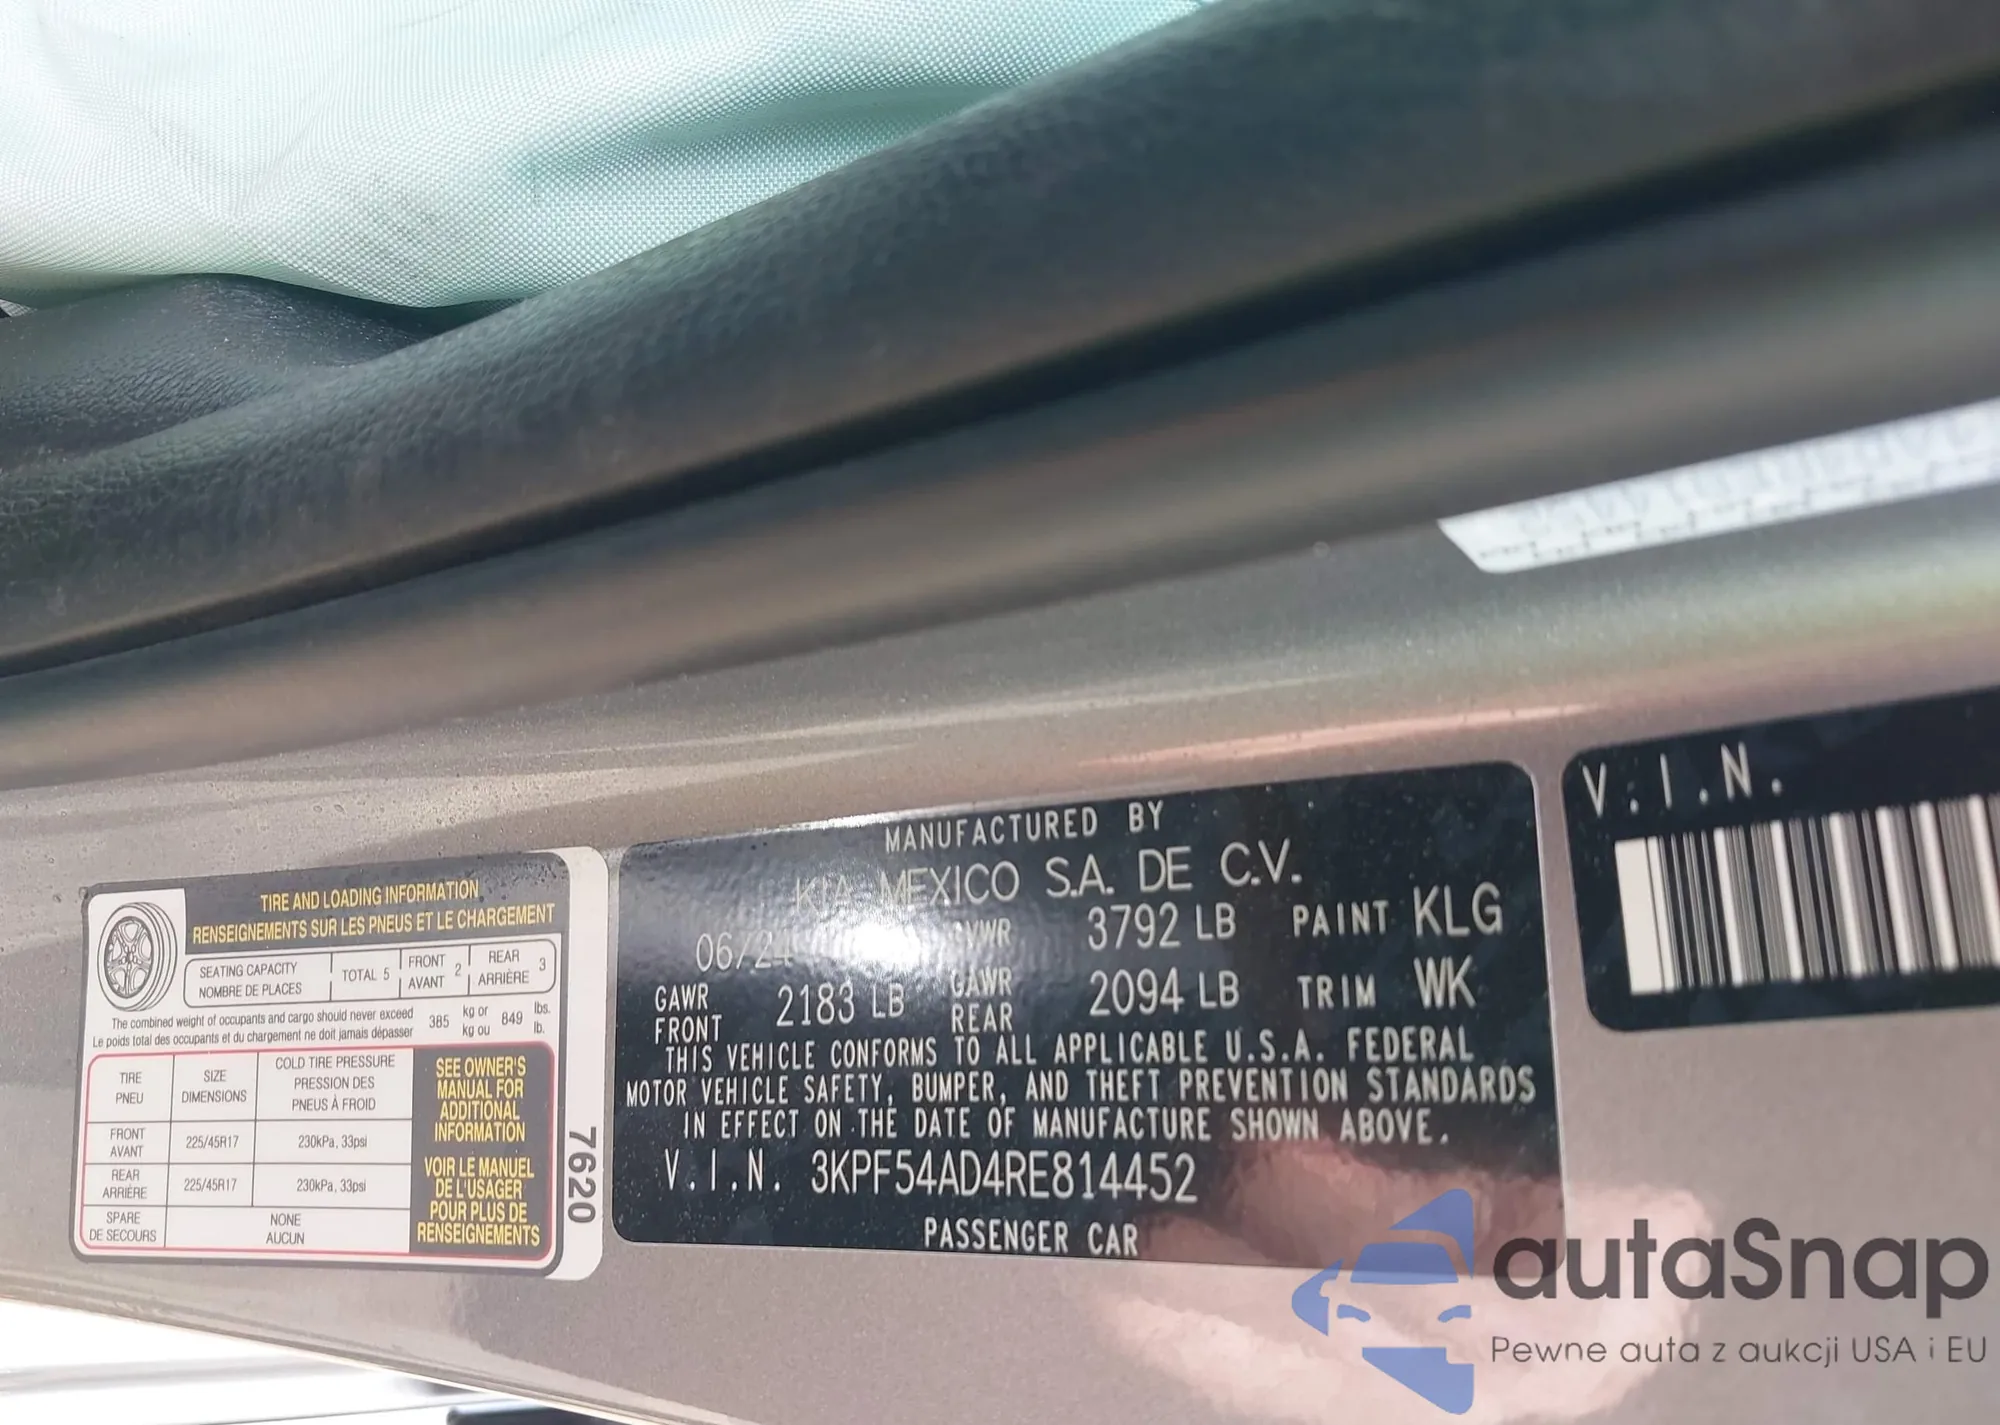 TIRE AND LOADING INFORMATION
RENSEIGNEMENTS SUR LES PNEUS ET LE CHARGEMENT
SEATING CAPACITY
NOMBRE DE PLACES
TOTAL 5
FRONT
AVANT
2
REAR
ARRIÈRE
3
The combined weight of occupants and cargo should never exceed
Le poids total des occupants et du chargement ne doit jamais dépasser
385
kg or
kg ou
849
lbs.
lb.
TIRE
PNEU
SIZE
DIMENSIONS
COLD TIRE PRESSURE
PRESSION DES
PNEUS À FROID
FRONT
AVANT
225/45R17
230kPa, 33psi
REAR
ARRIÈRE
225/45R17
230kPa, 33psi
SPARE
DE SECOURS
NONE
AUCUN
SEE OWNER'S
MANUAL FOR
ADDITIONAL
INFORMATION
VOIR LE MANUEL
DE L'USAGER
POUR PLUS DE
RENSEIGNEMENTS
7620
MANUFACTURED BY
KIA MEXICO S.A. DE C.V.
06/24 GVWR 3792 LB PAINT KLG
GAWR
FRONT
2183 LB
GAWR
REAR
2094 LB
TRIM WK
THIS VEHICLE CONFORMS TO ALL APPLICABLE U.S.A. FEDERAL
MOTOR VEHICLE SAFETY, BUMPER, AND THEFT PREVENTION STANDARDS
IN EFFECT ON THE DATE OF MANUFACTURE SHOWN ABOVE.
V.I.N. 3KPF54AD4RE814452
PASSENGER CAR
V.I.N.
autaSnap
Pewne auta z aukcji USA i EU